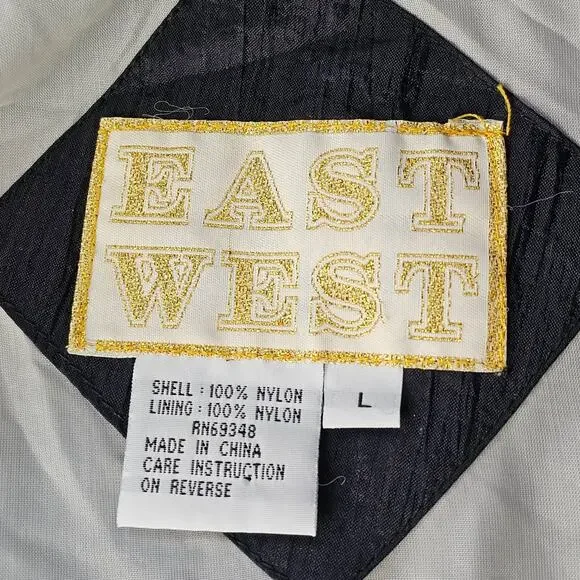 EAST
WEST
SHELL : 100% NYLON
LINING : 100% NYLON
RN69348
MADE IN CHINA
CARE INSTRUCTION
ON REVERSE
L